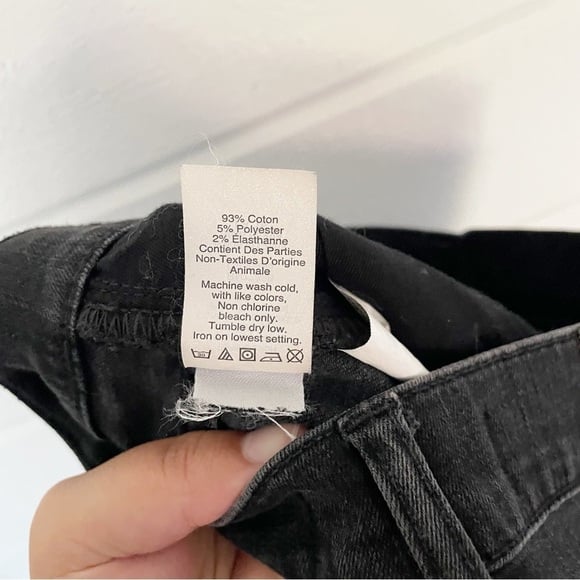 93% Coton
5% Polyester
2% Élasthanne
Contient Des Parties
Non-Textiles D'origine
Animale
Machine wash cold,
with like colors,
Non chlorine
bleach only.
Tumble dry low.
Iron on lowest setting.